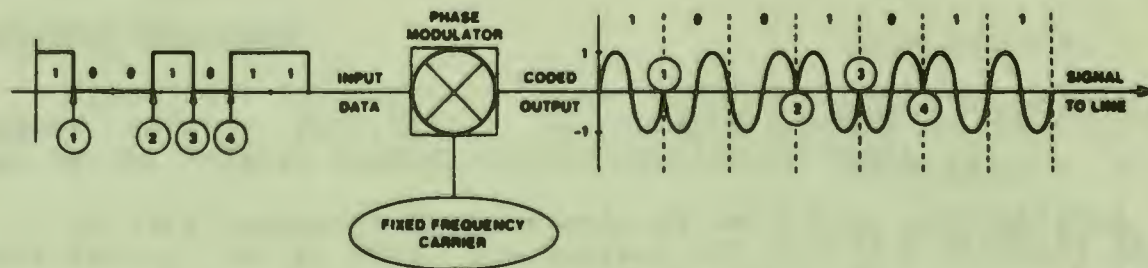 1 0 0 1 0 1 1
1 2 3 4
INPUT
DATA
PHASE
MODULATOR
FIXED FREQUENCY
CARRIER
CODED
OUTPUT
1 0 0 1 0 1 1
1
-1
1 3
2 4
SIGNAL
TO LINE